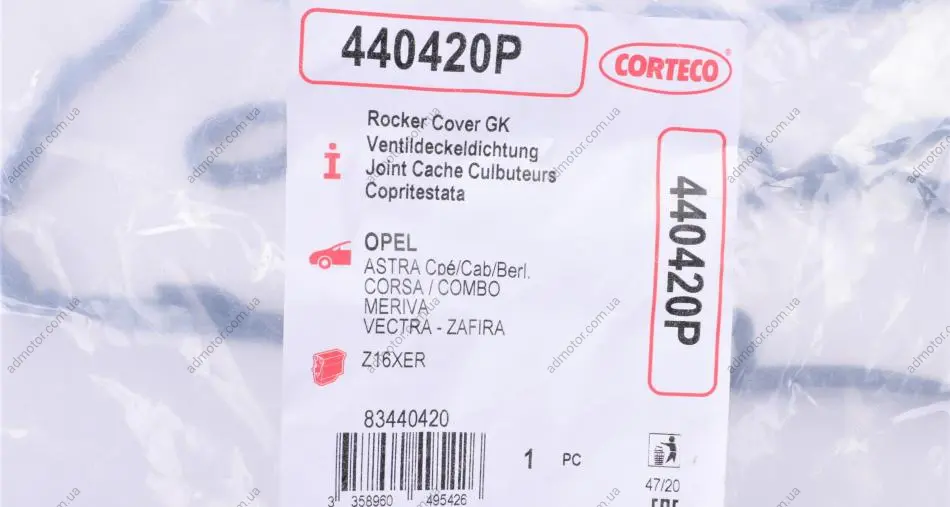 440420P
CORTECO
Rocker Cover GK
Ventildeckeldichtung
Joint Cache Culbuteurs
Copritestata
OPEL
ASTRA Cpé/Cab/Berl.
CORSA / COMBO
MERIVA
VECTRA - ZAFIRA
Z16XER
83440420
3 358960 495426
1 PC
440420P
47/20
EAC
admotor.com.ua